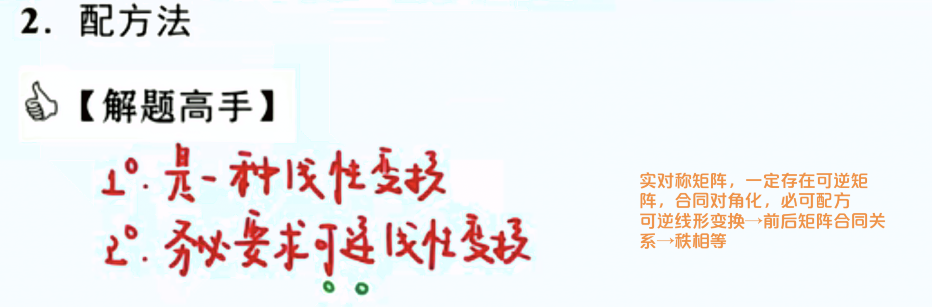 2. 配方法
【解题高手】
1°. 是一种线性变换
2°. 务必要求可逆线性变换
实对称矩阵，一定存在可逆矩
阵，合同对角化，必可配方
可逆线形变换→前后矩阵合同关
系→秩相等